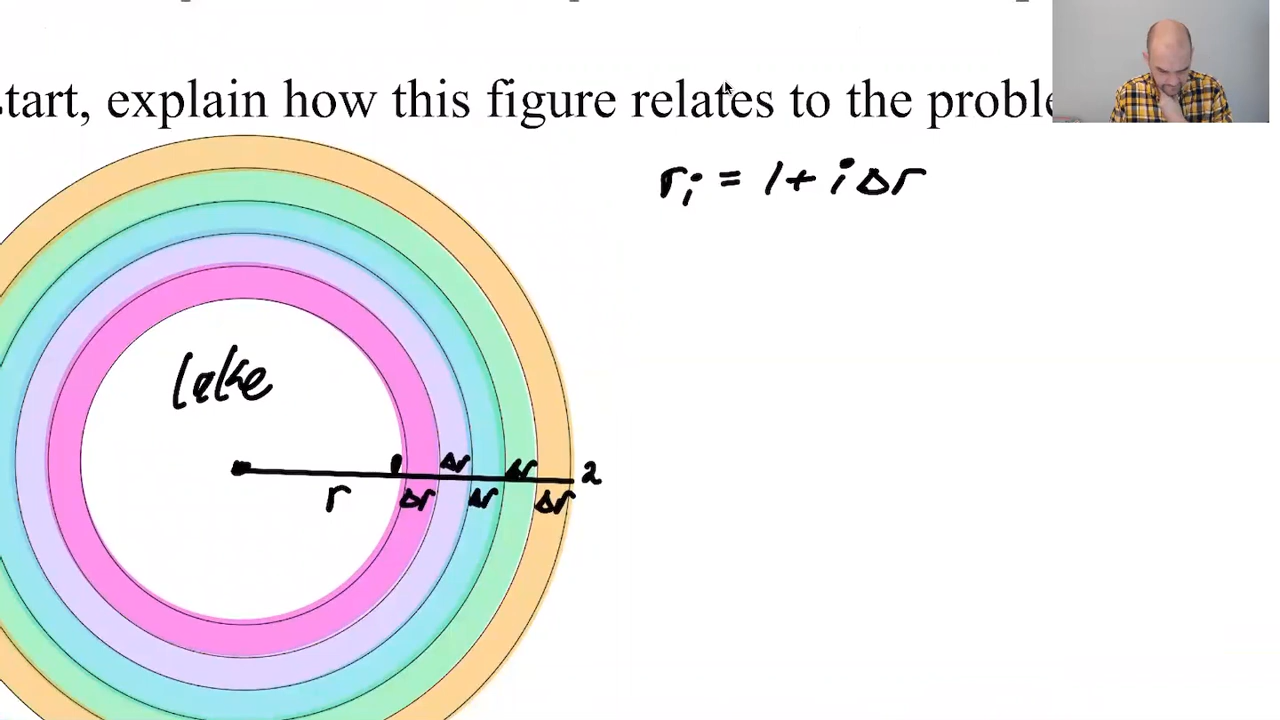 tart, explain how this figure relates to the proble
rᵢ = 1 + iΔr
lake
Δr Δr 2
r Δr Δr Δr